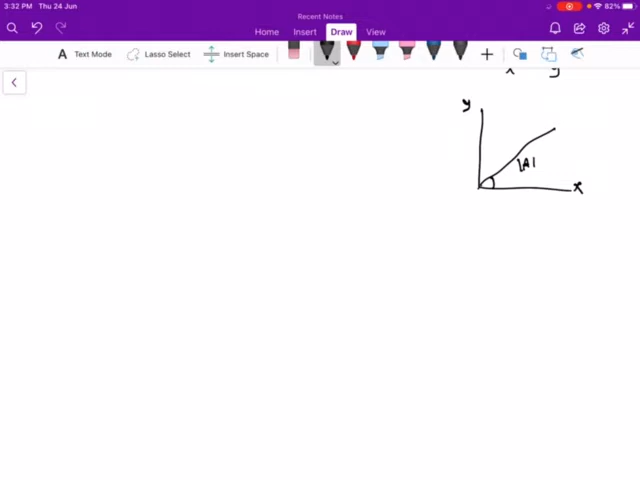 3:32 PM Thu 24 Jun
Recent Notes
82%
Home Insert Draw View
A Text Mode Lasso Select Insert Space
x y
y
|A|
x